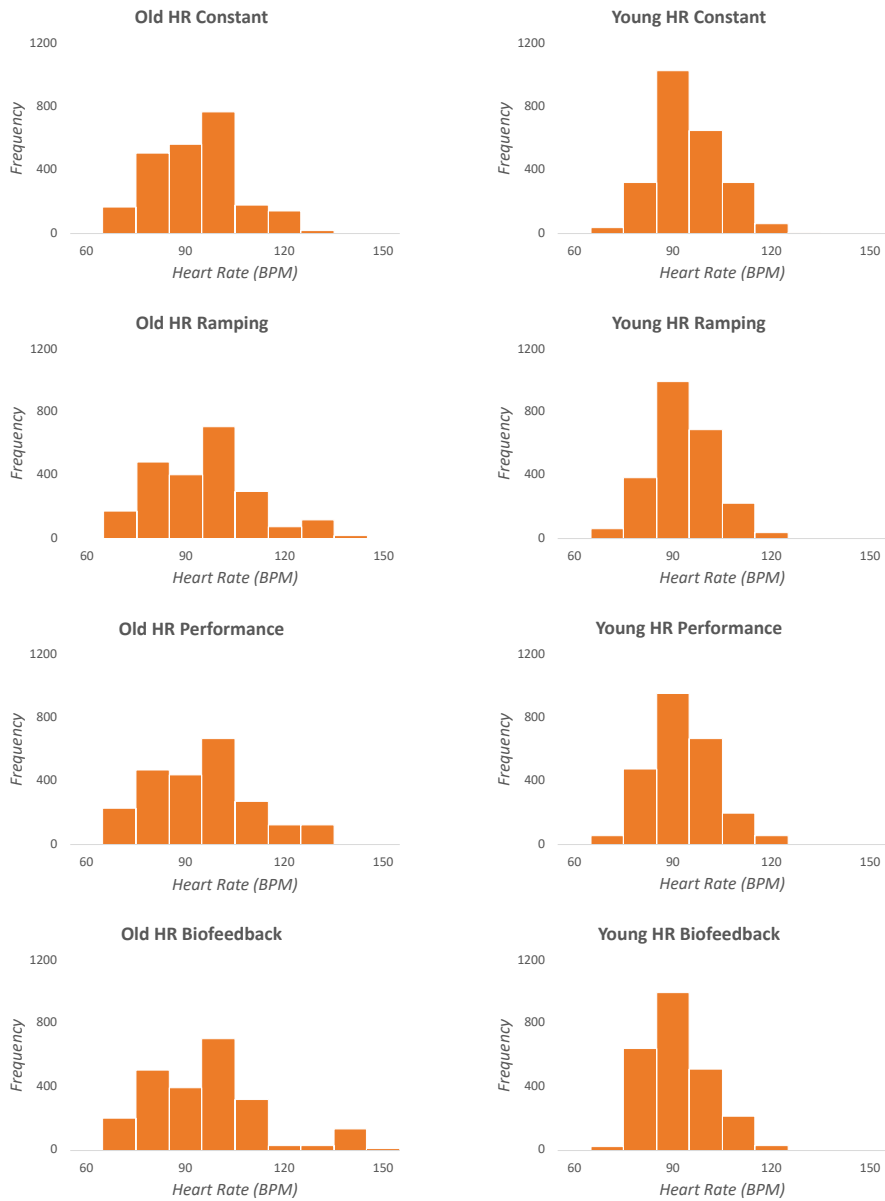 Old HR Constant
1200
800
400
0
Frequency
60 90 120 150
Heart Rate (BPM)
Young HR Constant
1200
800
400
0
Frequency
60 90 120 150
Heart Rate (BPM)
Old HR Ramping
1200
800
400
0
Frequency
60 90 120 150
Heart Rate (BPM)
Young HR Ramping
1200
800
400
0
Frequency
60 90 120 150
Heart Rate (BPM)
Old HR Performance
1200
800
400
0
Frequency
60 90 120 150
Heart Rate (BPM)
Young HR Performance
1200
800
400
0
Frequency
60 90 120 150
Heart Rate (BPM)
Old HR Biofeedback
1200
800
400
0
Frequency
60 90 120 150
Heart Rate (BPM)
Young HR Biofeedback
1200
800
400
0
Frequency
60 90 120 150
Heart Rate (BPM)